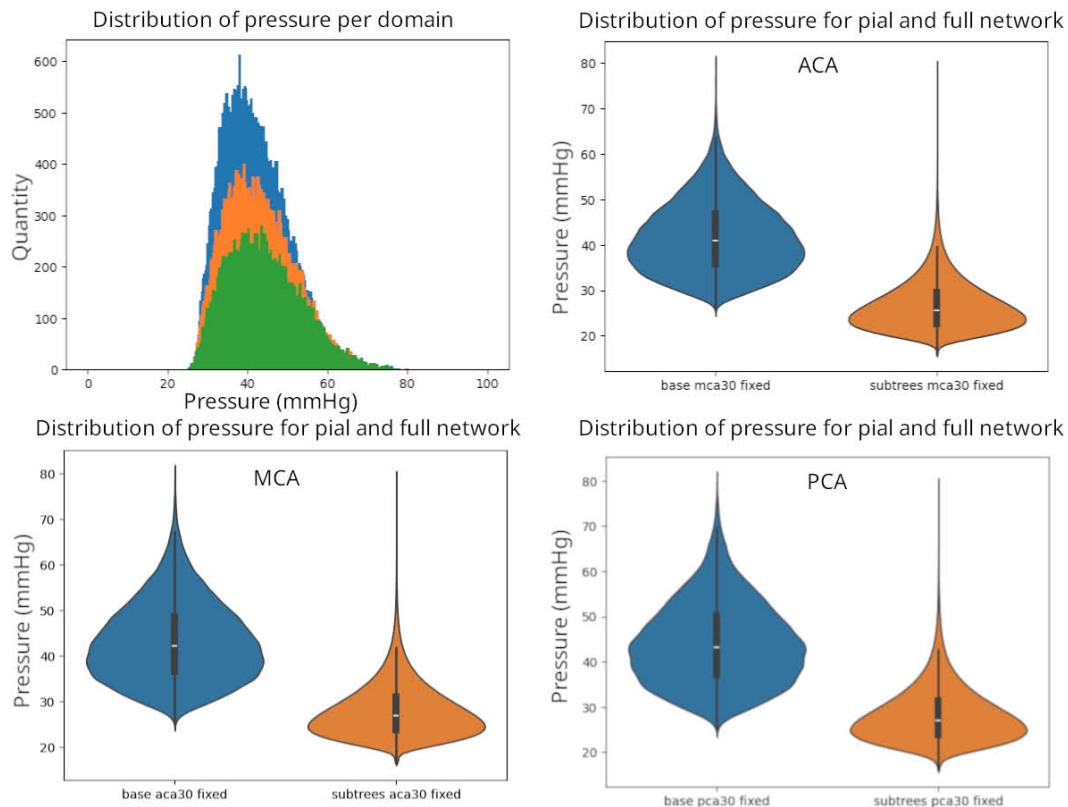 Distribution of pressure per domain
600
500
400
300
200
100
0
Quantity
0 20 40 60 80 100
Pressure (mmHg)
Distribution of pressure for pial and full network
ACA
80
70
60
50
40
30
20
Pressure (mmHg)
base mca30 fixed subtrees mca30 fixed
Distribution of pressure for pial and full network
MCA
80
70
60
50
40
30
20
Pressure (mmHg)
base aca30 fixed subtrees aca30 fixed
Distribution of pressure for pial and full network
PCA
80
70
60
50
40
30
20
Pressure (mmHg)
base pca30 fixed subtrees pca30 fixed